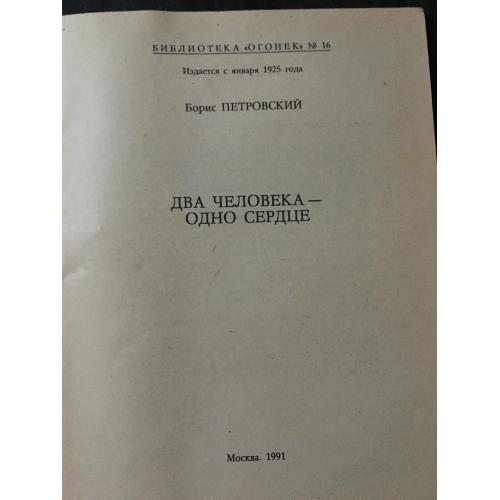 БИБЛИОТЕКА «ОГОНЕК» № 16
Издается с января 1925 года
Борис ПЕТРОВСКИЙ
ДВА ЧЕЛОВЕКА —
ОДНО СЕРДЦЕ
Москва. 1991